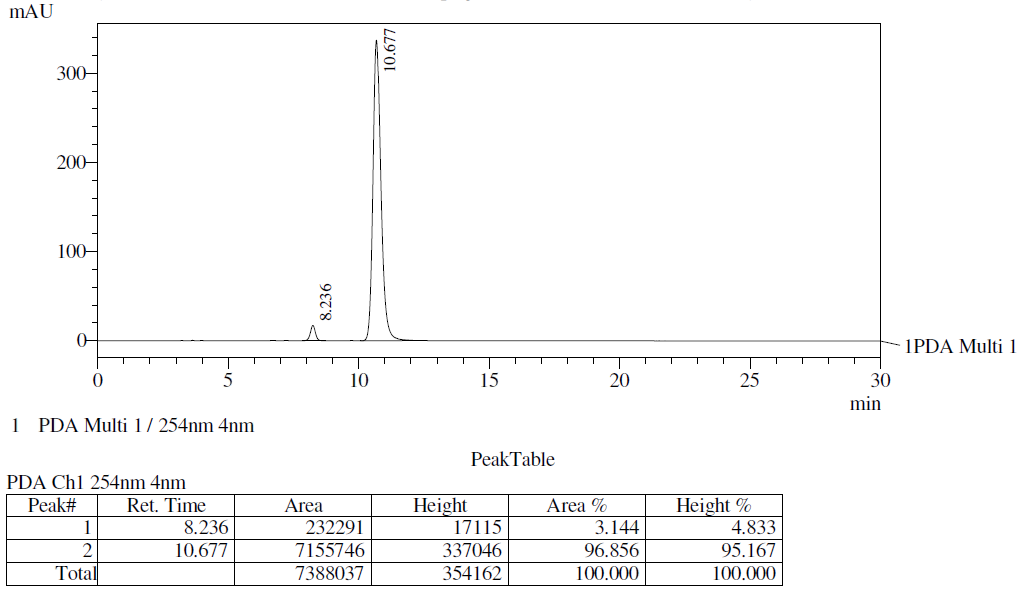 mAU
10.677
300
200
8.236
100
0
1PDA Multi 1
0 5 10 15 20 25 30
min
1 PDA Multi 1 / 254nm 4nm
PeakTable
PDA Ch1 254nm 4nm
Peak# Ret. Time Area Height Area % Height %
1 8.236 232291 17115 3.144 4.833
2 10.677 7155746 337046 96.856 95.167
Total 7388037 354162 100.000 100.000